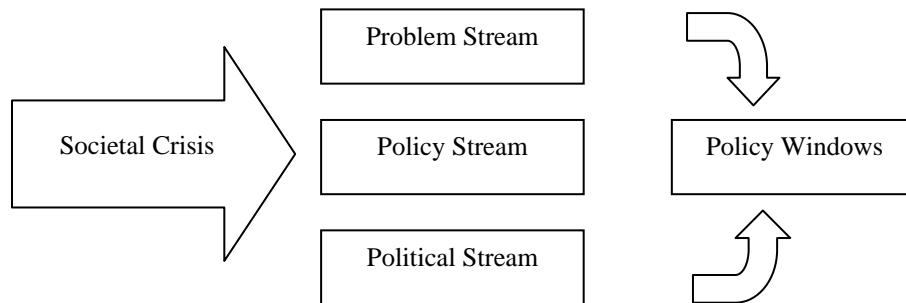 Problem Stream
Societal Crisis
Policy Stream
Policy Windows
Political Stream